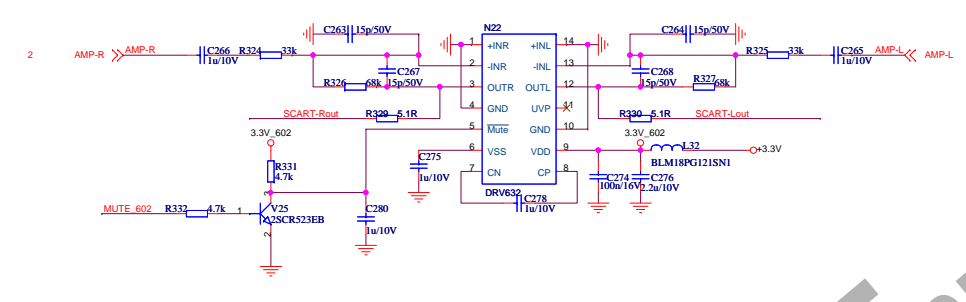 2
AMP-R
AMP-R
C266
1u/10V
R324
33k
C263
15p/50V
C267
15p/50V
R326
68k
SCART-Rout
R329
5.1R
N22
1
+INR
2
-INR
3
OUTR
4
GND
5
Mute
6
VSS
7
CN
14
+INL
13
-INL
12
OUTL
11
UVP
10
GND
9
VDD
8
CP
DRV632
C264
15p/50V
R325
33k
C265
1u/10V
AMP-L
AMP-L
C268
15p/50V
R327
68k
R330
5.1R
SCART-Lout
3.3V_602
L32
+3.3V
BLM18PG121SN1
C274
100n/16V
C276
2.2u/10V
C275
1u/10V
C278
1u/10V
3.3V_602
R331
4.7k
3
MUTE_602
R332
4.7k
1
V25
2SCR523EB
2
C280
1u/10V